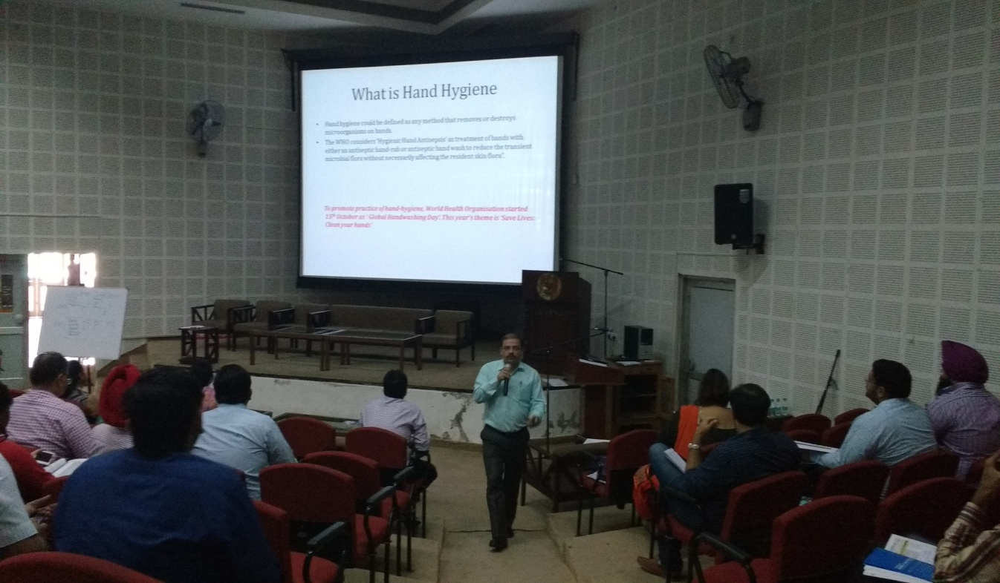 What is Hand Hygiene
• Hand hygiene could be defined as any method that removes or destroys
microorganisms on hands.
• The WHO considers 'Hygienic Hand Antisepsis' as treatment of hands with
either an antiseptic hand-rub or antiseptic hand wash to reduce the transient
microbial flora without necessarily affecting the resident skin flora".
To promote practice of hand-hygiene, World Health Organisation started
15th October as ' Global Handwashing Day'. This year's theme is 'Save Lives:
Clean your hands'